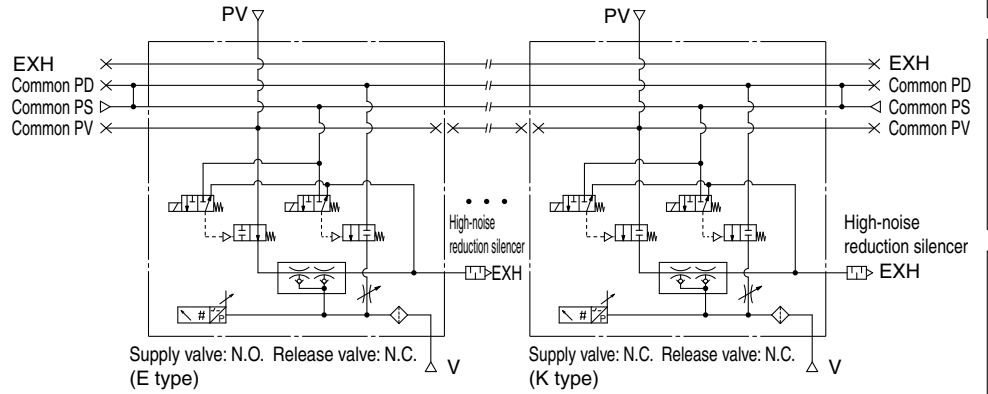 PV
PV
EXH
EXH
Common PD
Common PD
Common PS
Common PS
Common PV
Common PV
High-noise
reduction silencer
EXH
High-noise
reduction silencer
EXH
#
P
#
P
Supply valve: N.O. Release valve: N.C.
(E type)
V
Supply valve: N.C. Release valve: N.C.
(K type)
V